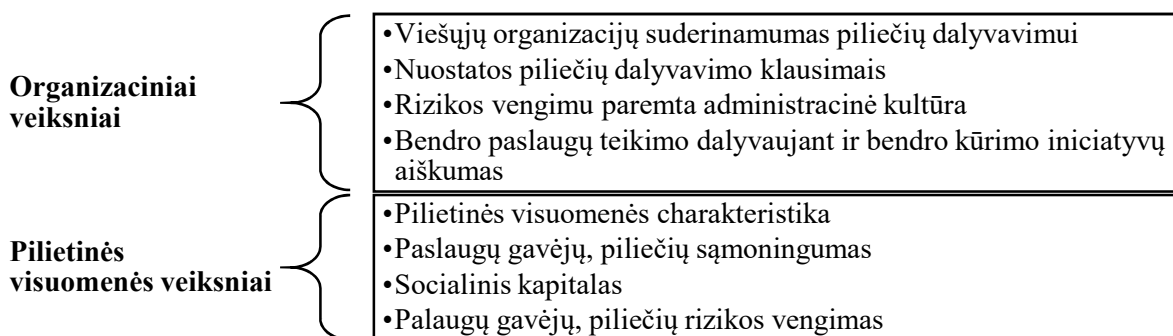 Organizaciniai
veiksniai
•Viešųjų organizacijų suderinamumas piliečių dalyvavimui
•Nuostatos piliečių dalyvavimo klausimais
•Rizikos vengimu paremta administracinė kultūra
•Bendro paslaugų teikimo dalyvaujant ir bendro kūrimo iniciatyvų
aiškumas
Pilietinės
visuomenės veiksniai
•Pilietinės visuomenės charakteristika
•Paslaugų gavėjų, piliečių sąmoningumas
•Socialinis kapitalas
•Palaugų gavėjų, piliečių rizikos vengimas